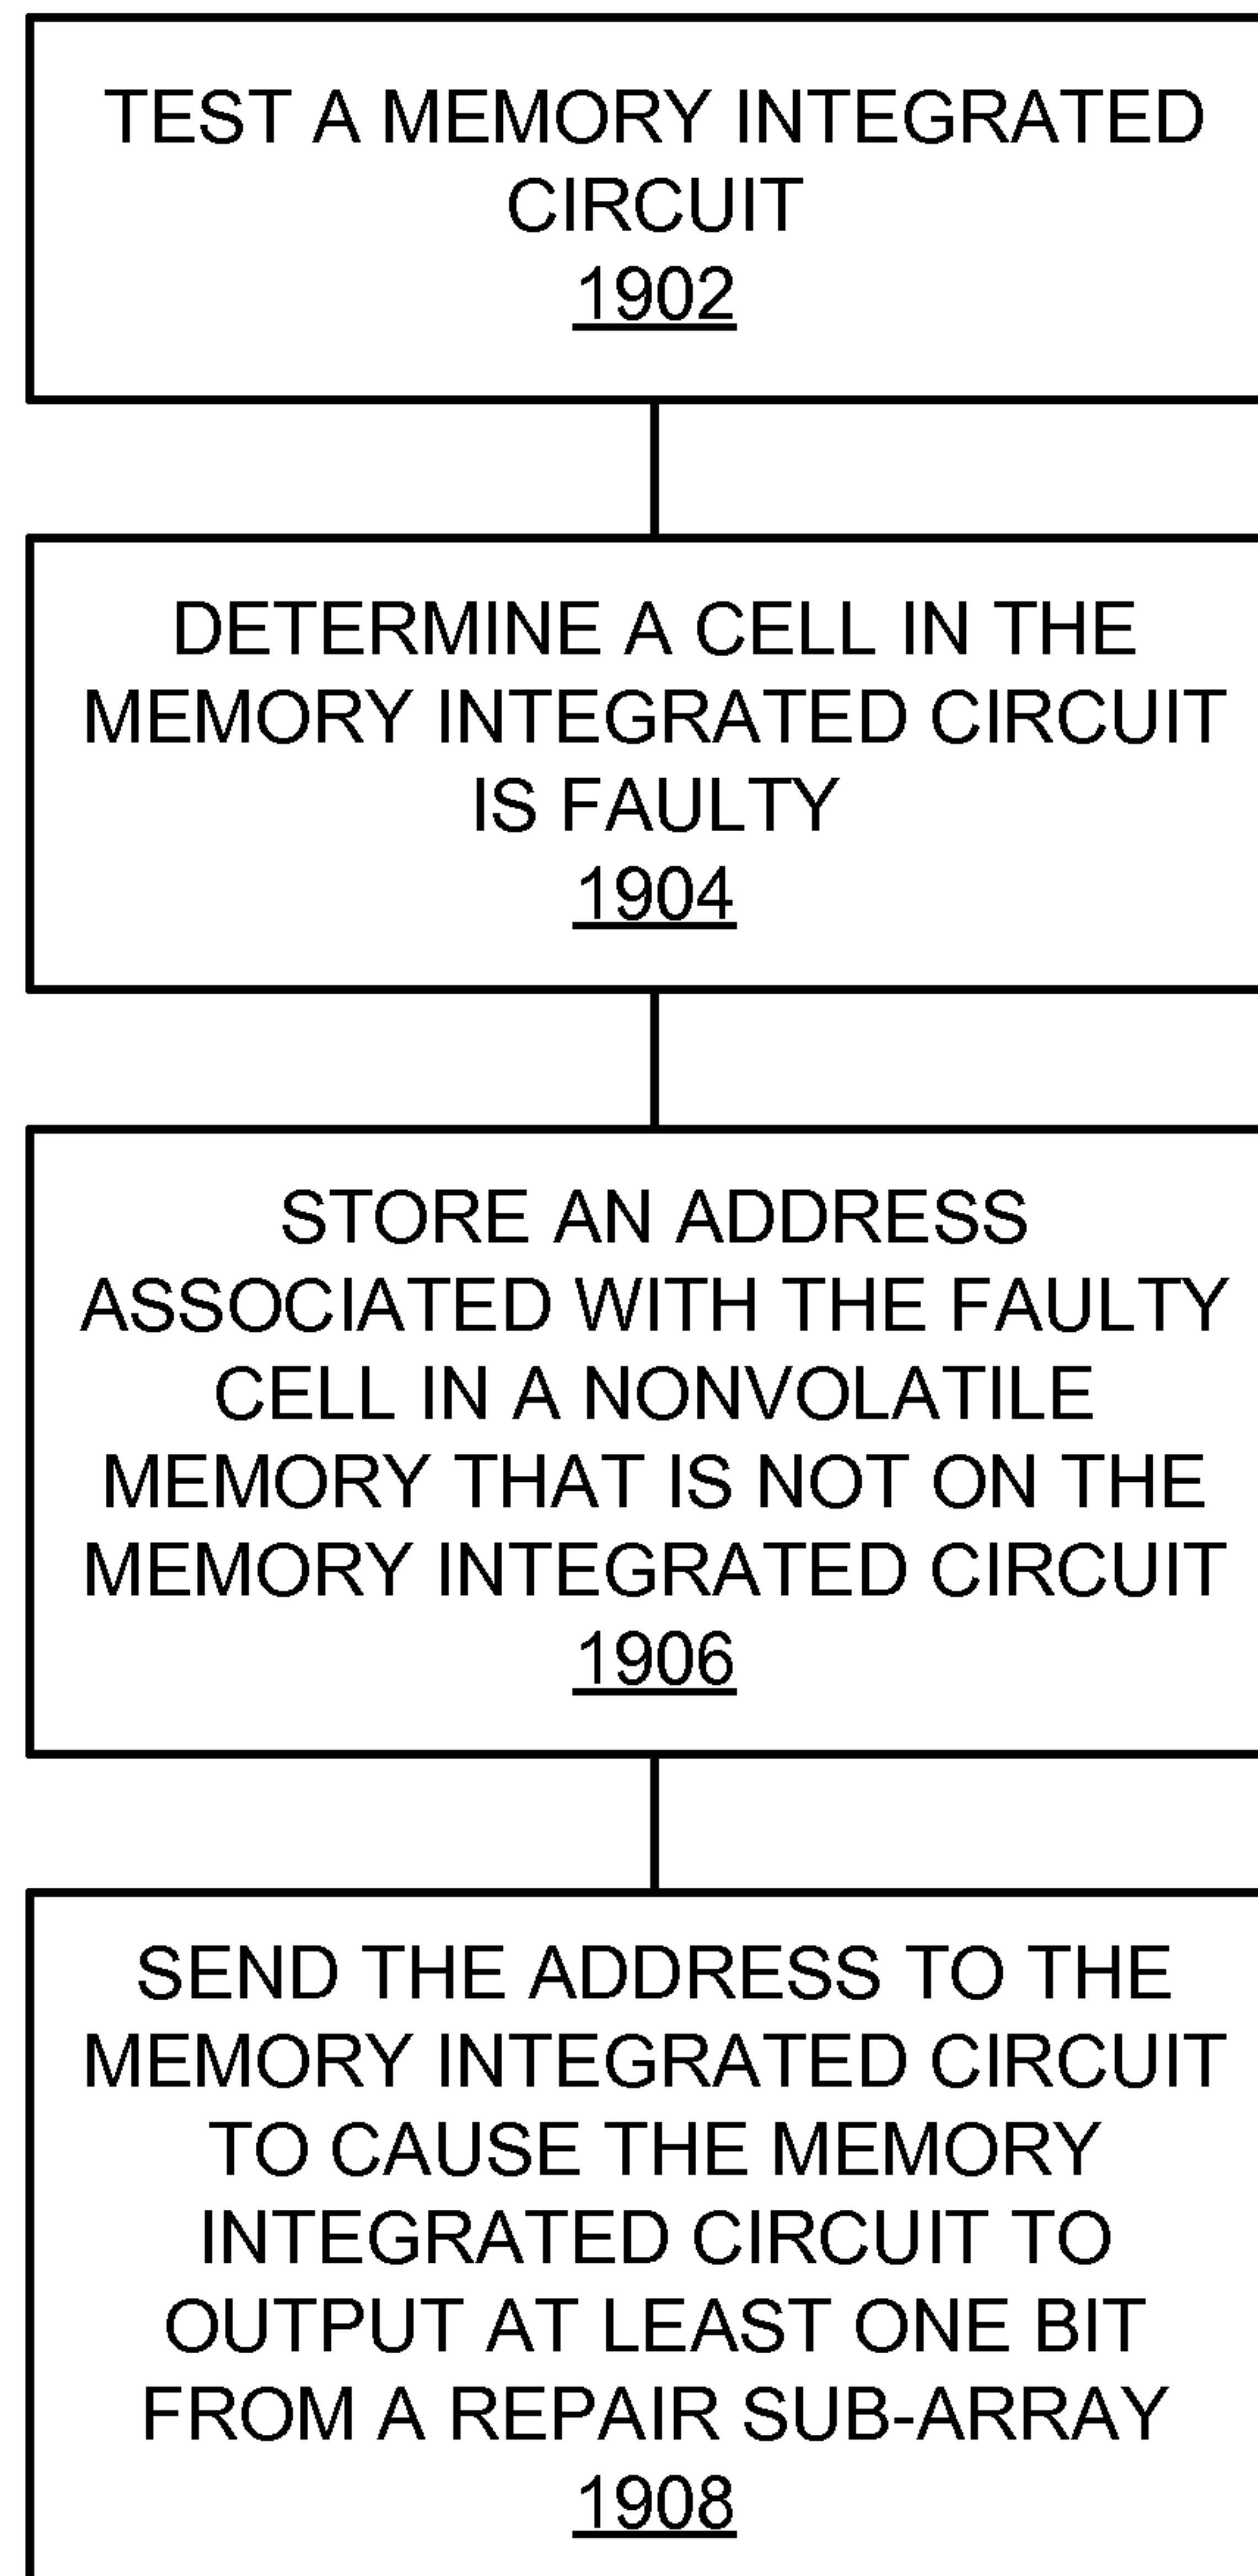 TEST A MEMORY INTEGRATED
CIRCUIT
1902
DETERMINE A CELL IN THE
MEMORY INTEGRATED CIRCUIT
IS FAULTY
1904
STORE AN ADDRESS
ASSOCIATED WITH THE FAULTY
CELL IN A NONVOLATILE
MEMORY THAT IS NOT ON THE
MEMORY INTEGRATED CIRCUIT
1906
SEND THE ADDRESS TO THE
MEMORY INTEGRATED CIRCUIT
TO CAUSE THE MEMORY
INTEGRATED CIRCUIT TO
OUTPUT AT LEAST ONE BIT
FROM A REPAIR SUB-ARRAY
1908